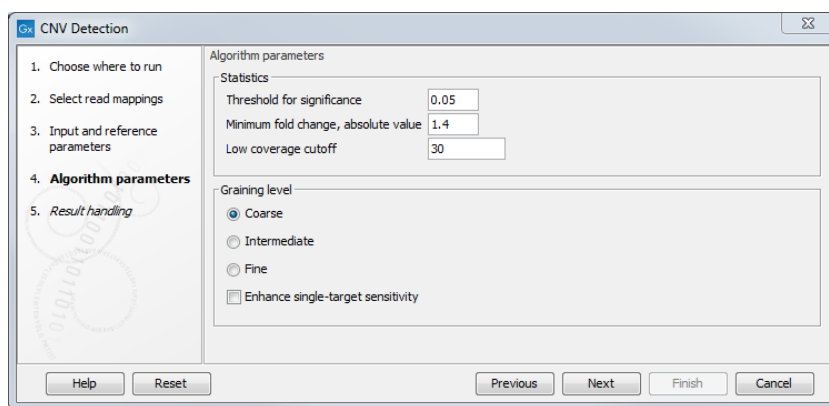 Gx CNV Detection
1. Choose where to run
2. Select read mappings
3. Input and reference
parameters
4. Algorithm parameters
5. Result handling
Algorithm parameters
Statistics
Threshold for significance 0.05
Minimum fold change, absolute value 1.4
Low coverage cutoff 30
Graining level
Coarse
Intermediate
Fine
Enhance single-target sensitivity
Help Reset Previous Next Finish Cancel